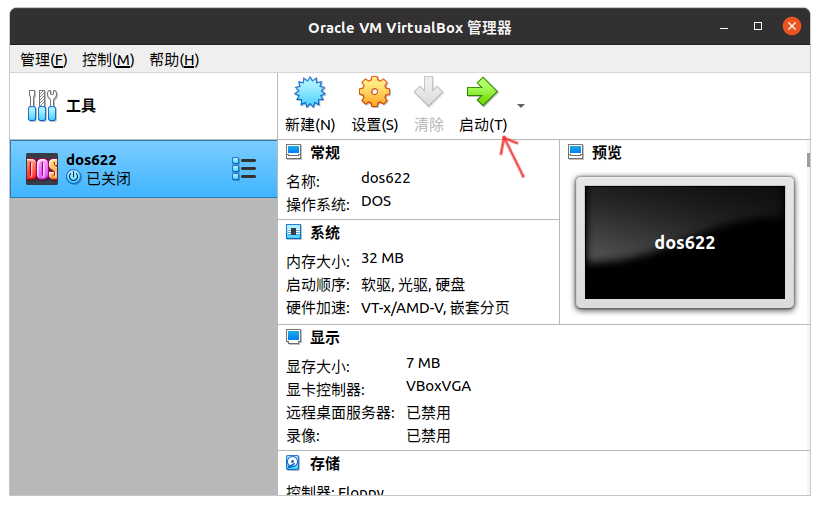 Oracle VM VirtualBox 管理器
管理(F) 控制(M) 帮助(H)
工具
新建(N) 设置(S) 清除 启动(T)
DOS
dos622
已关闭
常规
名称: dos622
操作系统: DOS
预览
dos622
系统
内存大小: 32 MB
启动顺序: 软驱, 光驱, 硬盘
硬件加速: VT-x/AMD-V, 嵌套分页
显示
显存大小: 7 MB
显卡控制器: VBoxVGA
远程桌面服务器: 已禁用
录像: 已禁用
存储
控制器: Floppy